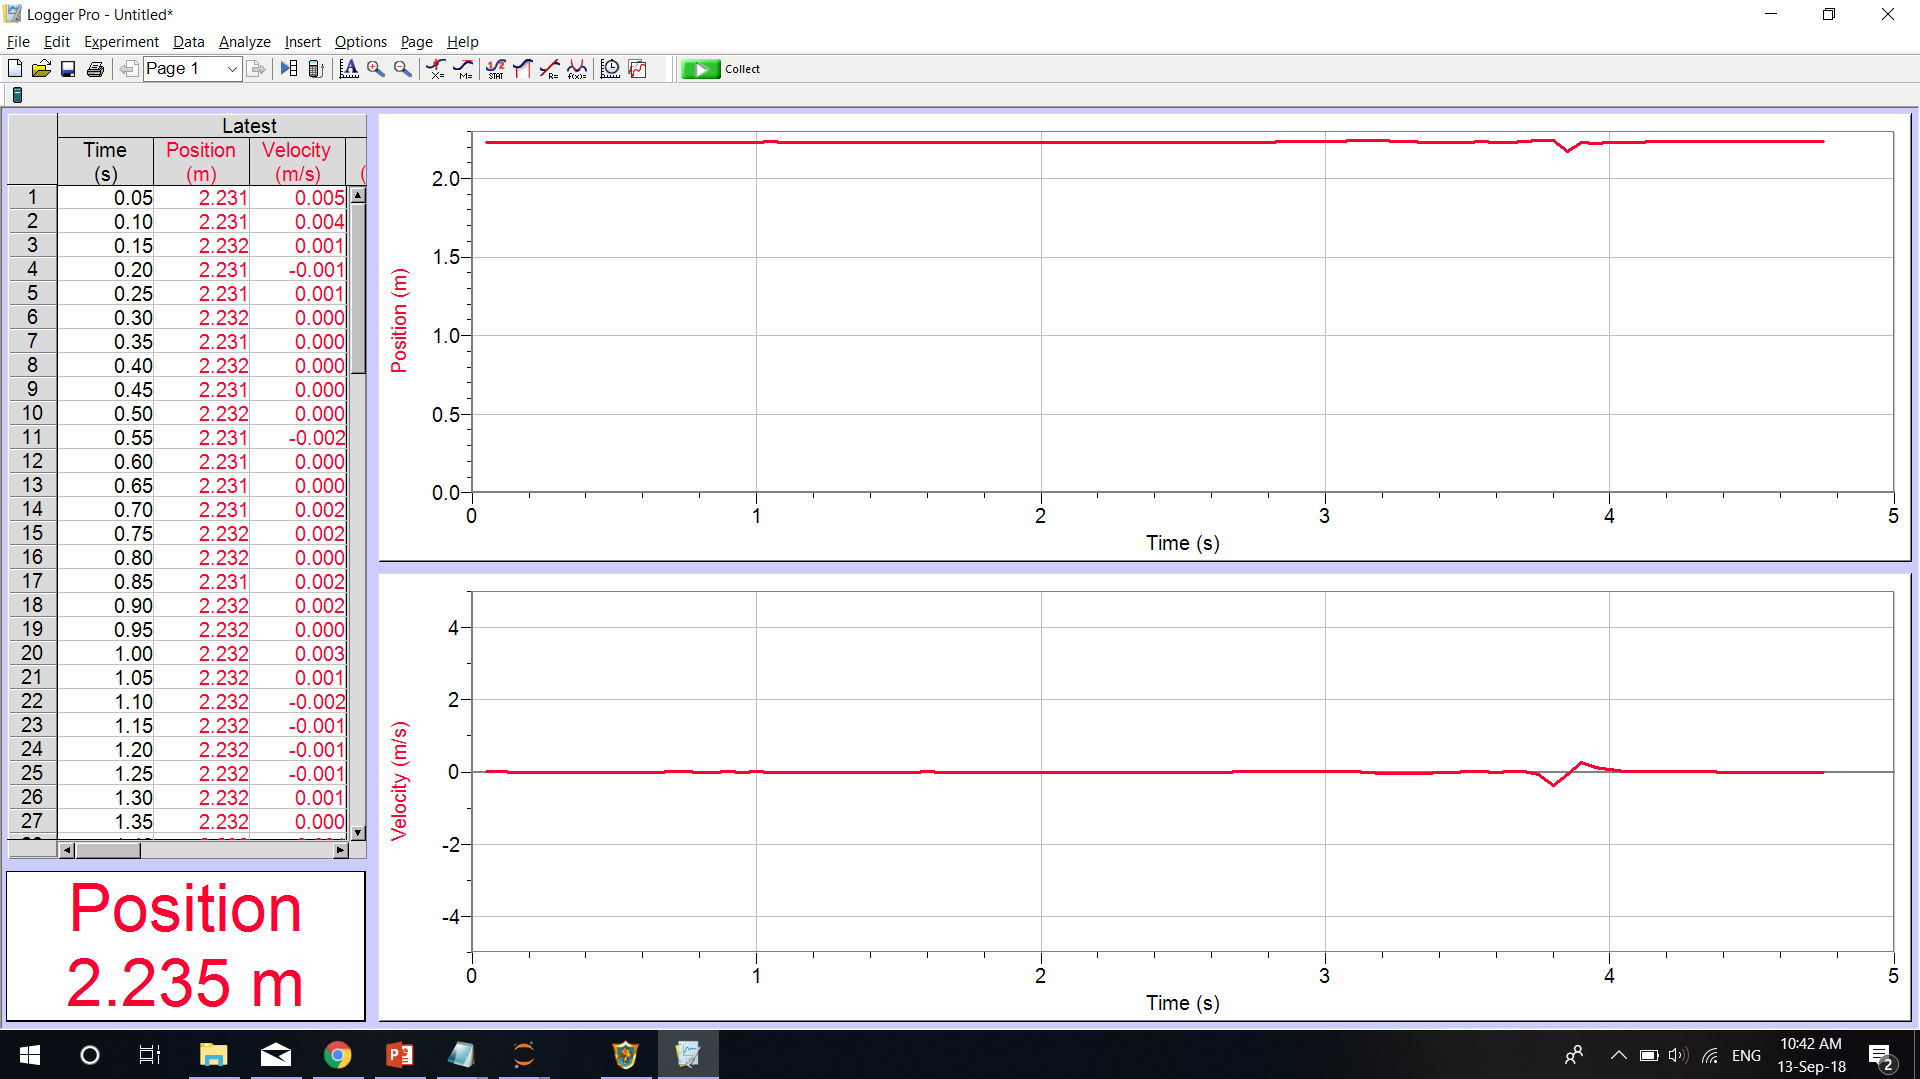 Logger Pro - Untitled*
File Edit Experiment Data Analyze Insert Options Page Help
Page 1 X= M= STAT R= f(x)= Collect
Latest
Time Position Velocity
(s) (m) (m/s) (
1 0.05 2.231 0.005
2 0.10 2.231 0.004
3 0.15 2.232 0.001
4 0.20 2.231 -0.001
5 0.25 2.231 0.001
6 0.30 2.232 0.000
7 0.35 2.231 0.000
8 0.40 2.232 0.000
9 0.45 2.231 0.000
10 0.50 2.232 0.000
11 0.55 2.231 -0.002
12 0.60 2.231 0.000
13 0.65 2.231 0.000
14 0.70 2.231 0.002
15 0.75 2.232 0.002
16 0.80 2.232 0.000
17 0.85 2.231 0.002
18 0.90 2.232 0.002
19 0.95 2.232 0.000
20 1.00 2.232 0.003
21 1.05 2.232 0.001
22 1.10 2.232 -0.002
23 1.15 2.232 -0.001
24 1.20 2.232 -0.001
25 1.25 2.232 -0.001
26 1.30 2.232 0.001
27 1.35 2.232 0.000
Position
2.235 m
Position (m)
2.0
1.5
1.0
0.5
0.0
0 1 2 3 4 5
Time (s)
Velocity (m/s)
4
2
0
-2
-4
0 1 2 3 4 5
Time (s)
ENG
10:42 AM
13-Sep-18
2